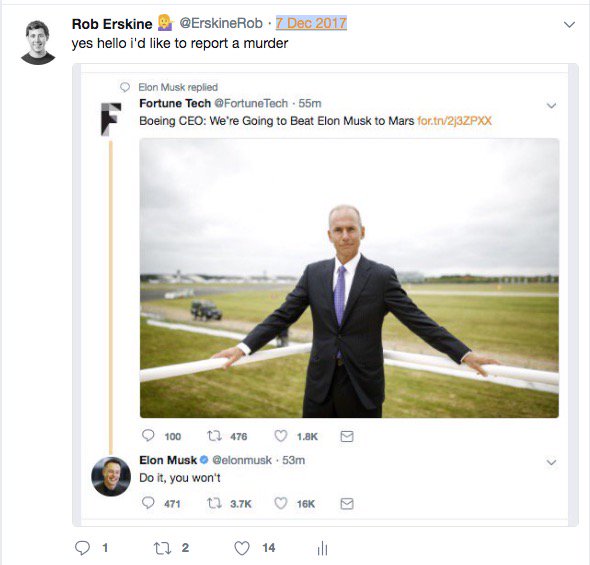 Rob Erskine 💁‍♂️ @ErskineRob · 7 Dec 2017
yes hello i'd like to report a murder
Elon Musk replied
Fortune Tech @FortuneTech · 55m
Boeing CEO: We're Going to Beat Elon Musk to Mars for.tn/2j3ZPXX
100 476 1.8K
Elon Musk @elonmusk · 53m
Do it, you won't
471 3.7K 16K
1 2 14